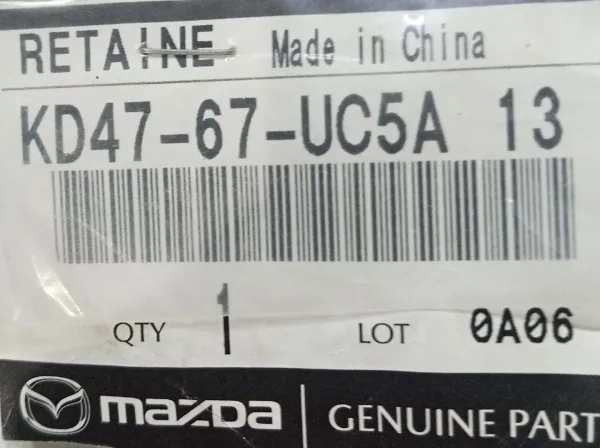 RETAINE Made in China
KD47-67-UC5A 13
1
QTY LOT 0A06
mazda GENUINE PART